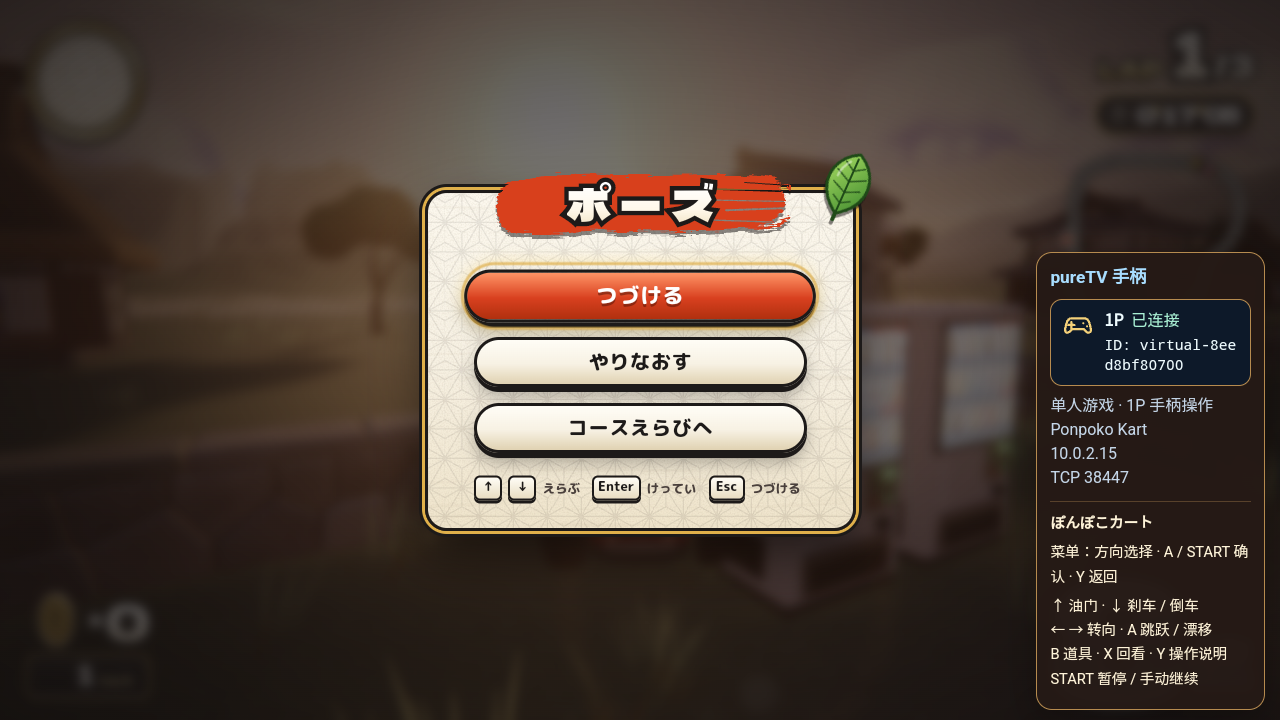 ポーズ
つづける
やりなおす
コースえらびへ
↑ ↓ えらぶ Enter けってい Esc つづける
1
pureTV 手柄
1P 已连接
ID: virtual-8ee
d8bf80700
单人游戏 · 1P 手柄操作
Ponpoko Kart
10.0.2.15
TCP 38447
ぽんぽこカート
菜单：方向选择 · A / START 确
认 · Y 返回
↑ 油门 · ↓ 刹车 / 倒车
← → 转向 · A 跳跃 / 漂移
B 道具 · X 回看 · Y 操作说明
START 暂停 / 手动继续